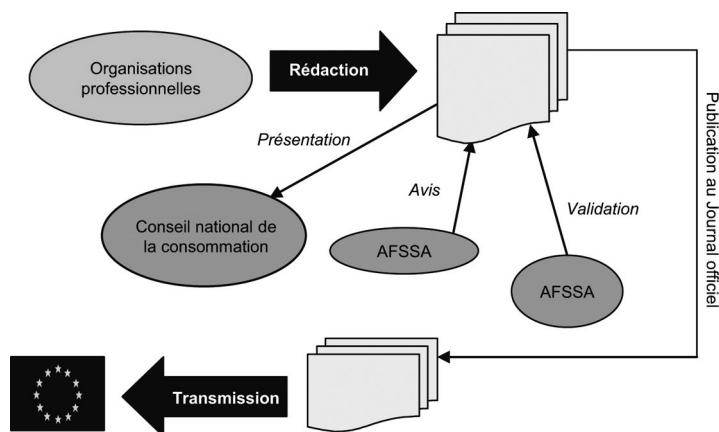 Organisations
professionnelles
Rédaction
Présentation
Publication au Journal officiel
Avis
Validation
Conseil national de
la consommation
AFSSA
AFSSA
Transmission